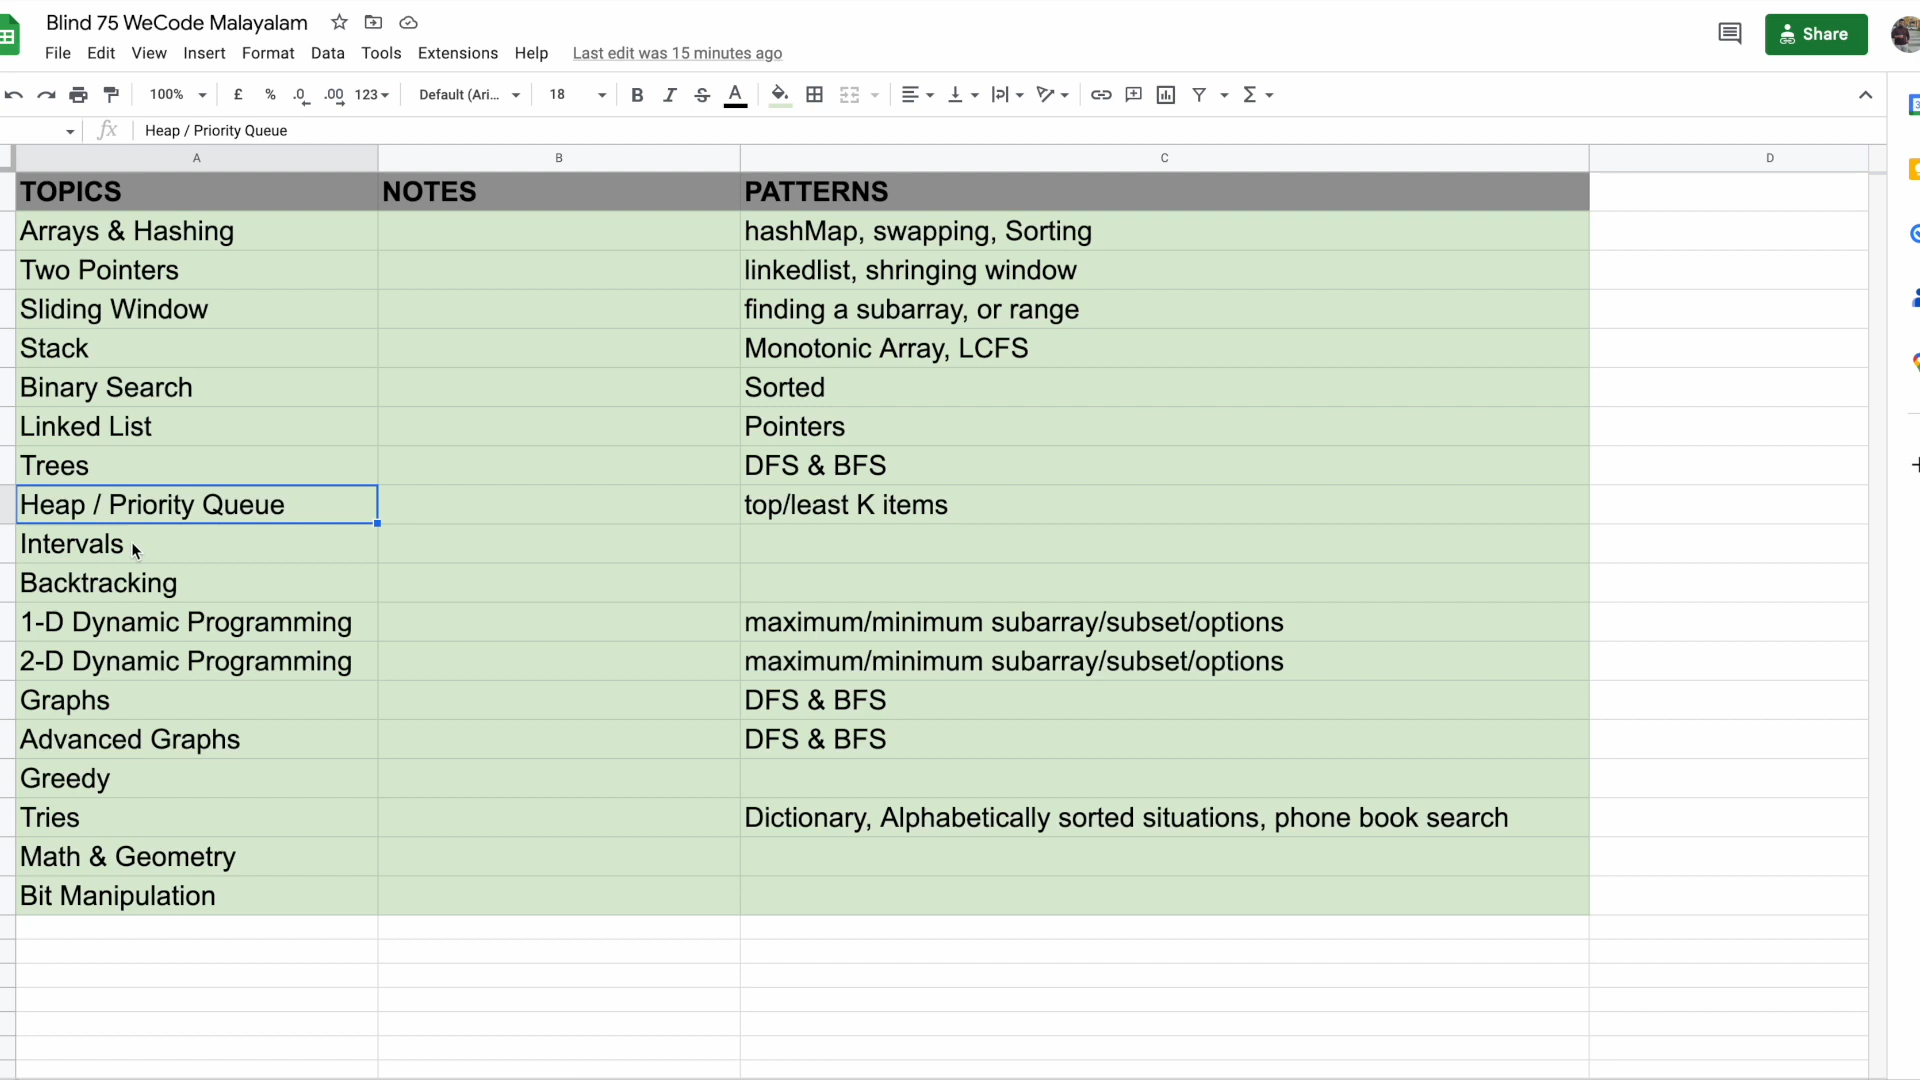 Blind 75 WeCode Malayalam
File Edit View Insert Format Data Tools Extensions Help Last edit was 15 minutes ago
Share
100% £ % .0 .00 123 Default (Ari... 18 B I S A Σ
fx Heap / Priority Queue
A B C D
TOPICS NOTES PATTERNS
Arrays & Hashing hashMap, swapping, Sorting
Two Pointers linkedlist, shringing window
Sliding Window finding a subarray, or range
Stack Monotonic Array, LCFS
Binary Search Sorted
Linked List Pointers
Trees DFS & BFS
Heap / Priority Queue top/least K items
Intervals
Backtracking
1-D Dynamic Programming maximum/minimum subarray/subset/options
2-D Dynamic Programming maximum/minimum subarray/subset/options
Graphs DFS & BFS
Advanced Graphs DFS & BFS
Greedy
Tries Dictionary, Alphabetically sorted situations, phone book search
Math & Geometry
Bit Manipulation